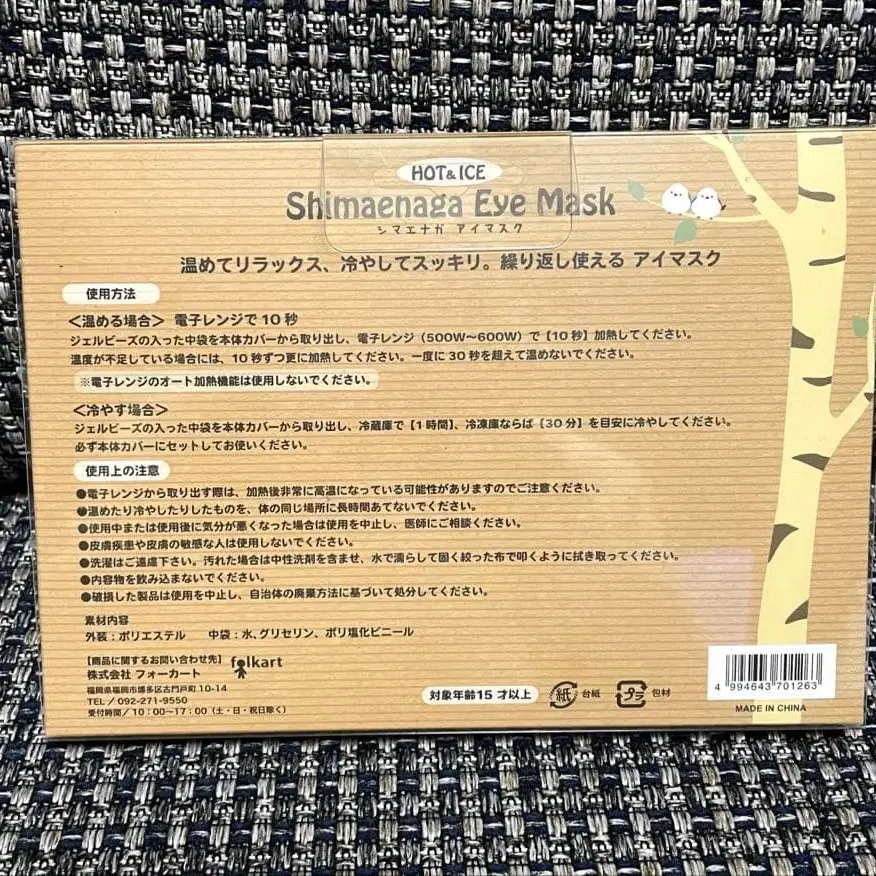 HOT & ICE
Shimaenaga Eye Mask
シマエナガ アイマスク
温めてリラックス、冷やしてスッキリ。繰り返し使える アイマスク
使用方法
＜温める場合＞ 電子レンジで10秒
ジェルビーズの入った中袋を本体カバーから取り出し、電子レンジ（500W～600W）で【10秒】加熱してください。
温度が不足している場合には、10秒ずつ更に加熱してください。一度に30秒を超えて温めないでください。
※電子レンジのオート加熱機能は使用しないでください。
＜冷やす場合＞
ジェルビーズの入った中袋を本体カバーから取り出し、冷蔵庫で【1時間】、冷凍庫ならば【30分】を目安に冷やしてください。
必ず本体カバーにセットしてお使いください。
使用上の注意
●電子レンジから取り出す際は、加熱後非常に高温になっている可能性がありますのでご注意ください。
●温めたり冷やしたりしたものを、体の同じ場所に長時間あてないでください。
●使用中または使用後に気分が悪くなった場合は使用を中止し、医師にご相談ください。
●皮膚疾患や皮膚の敏感な人は使用しないでください。
●洗濯はご遠慮下さい。汚れた場合は中性洗剤を含ませ、水で濡らして固く絞った布で叩くように拭き取ってください。
●内容物を飲み込まないでください。
●破損した製品は使用を中止し、自治体の廃棄方法に基づいて処分してください。
素材内容
外装：ポリエステル 中袋：水、グリセリン、ポリ塩化ビニール
【商品に関するお問い合わせ先】 folkart
株式会社 フォーカート
福岡県福岡市博多区古門戸町10-14
TEL／092-271-9550
受付時間／10：00～17：00（土・日・祝日除く）
対象年齢15才以上
紙 台紙
プラ 包材
4 994643 701263
MADE IN CHINA